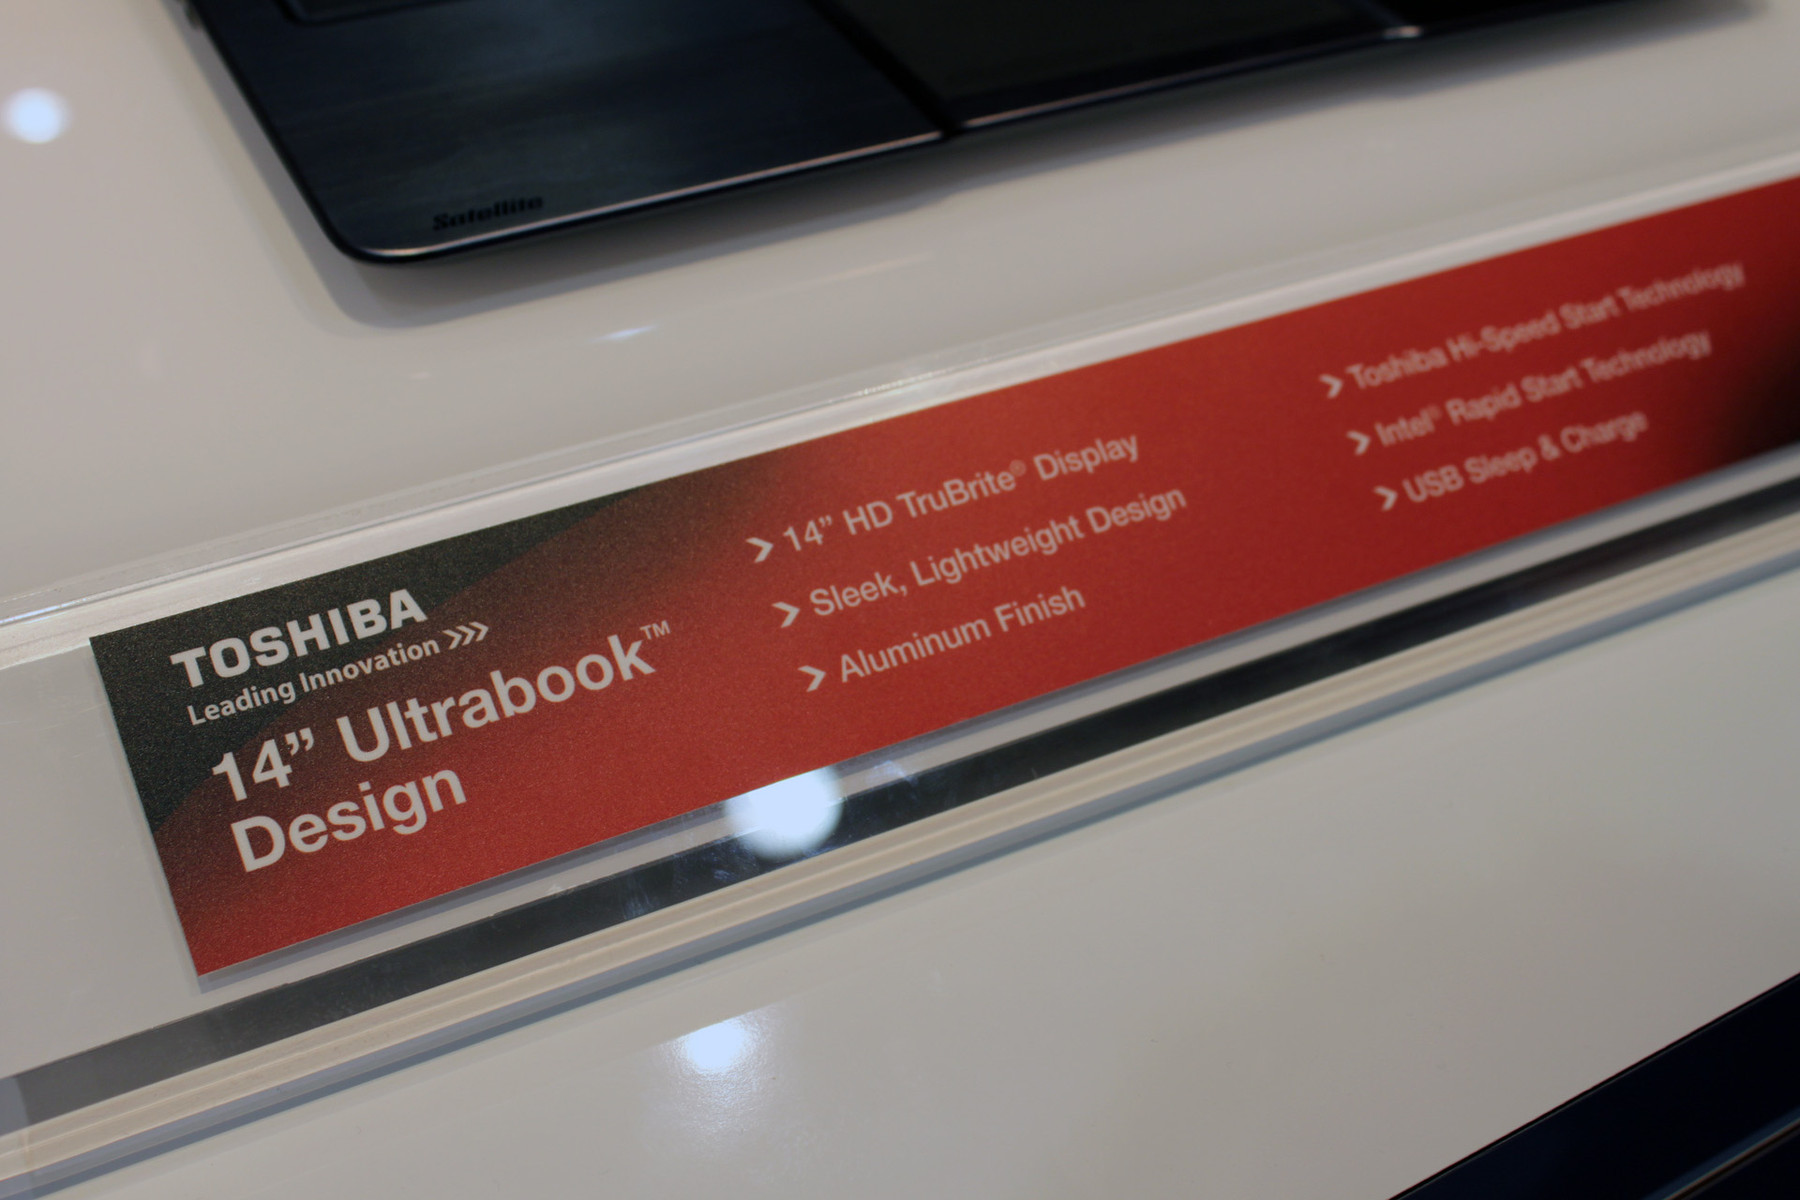 Satellite
TOSHIBA
Leading Innovation >>>
14” Ultrabook™
Design
› 14” HD TruBrite® Display
› Sleek, Lightweight Design
› Aluminum Finish
› Toshiba Hi-Speed Start Technology
› Intel® Rapid Start Technology
› USB Sleep & Charge